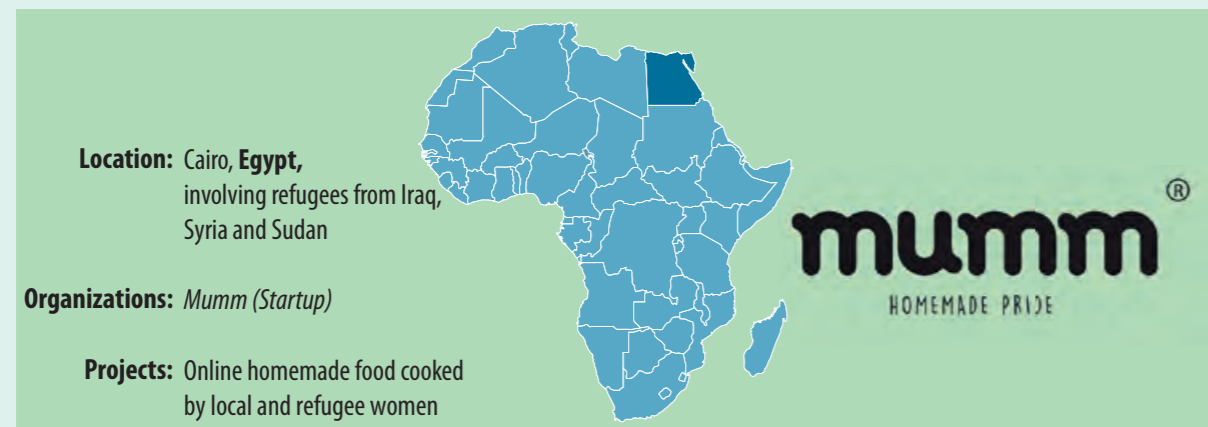 Location: Cairo, Egypt,
involving refugees from Iraq,
Syria and Sudan
Organizations: Mumm (Startup)
Projects: Online homemade food cooked
by local and refugee women
mumm ®
HOMEMADE PRIDE